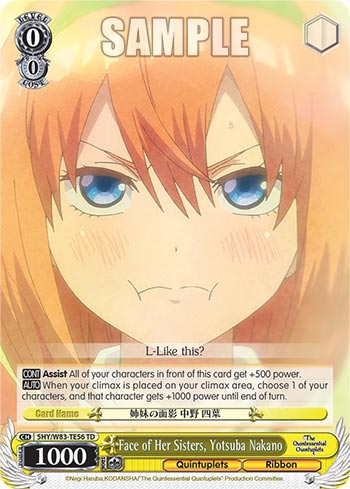 SAMPLE
LEVEL
0
0
COST
L-Like this?
CONT Assist All of your characters in front of this card get +500 power.
AUTO When your climax is placed on your climax area, choose 1 of your
characters, and that character gets +1000 power until end of turn.
Card Name 姉妹の面影 中野 四葉
CH 5HY/W83-TE56 TD
Face of Her Sisters, Yotsuba Nakano
1000
Quintuplets
Ribbon
The
Quintessential
Quintuplets
©Negi Haruba,KODANSHA/"The Quintessential Quintuplets" Production Committee.